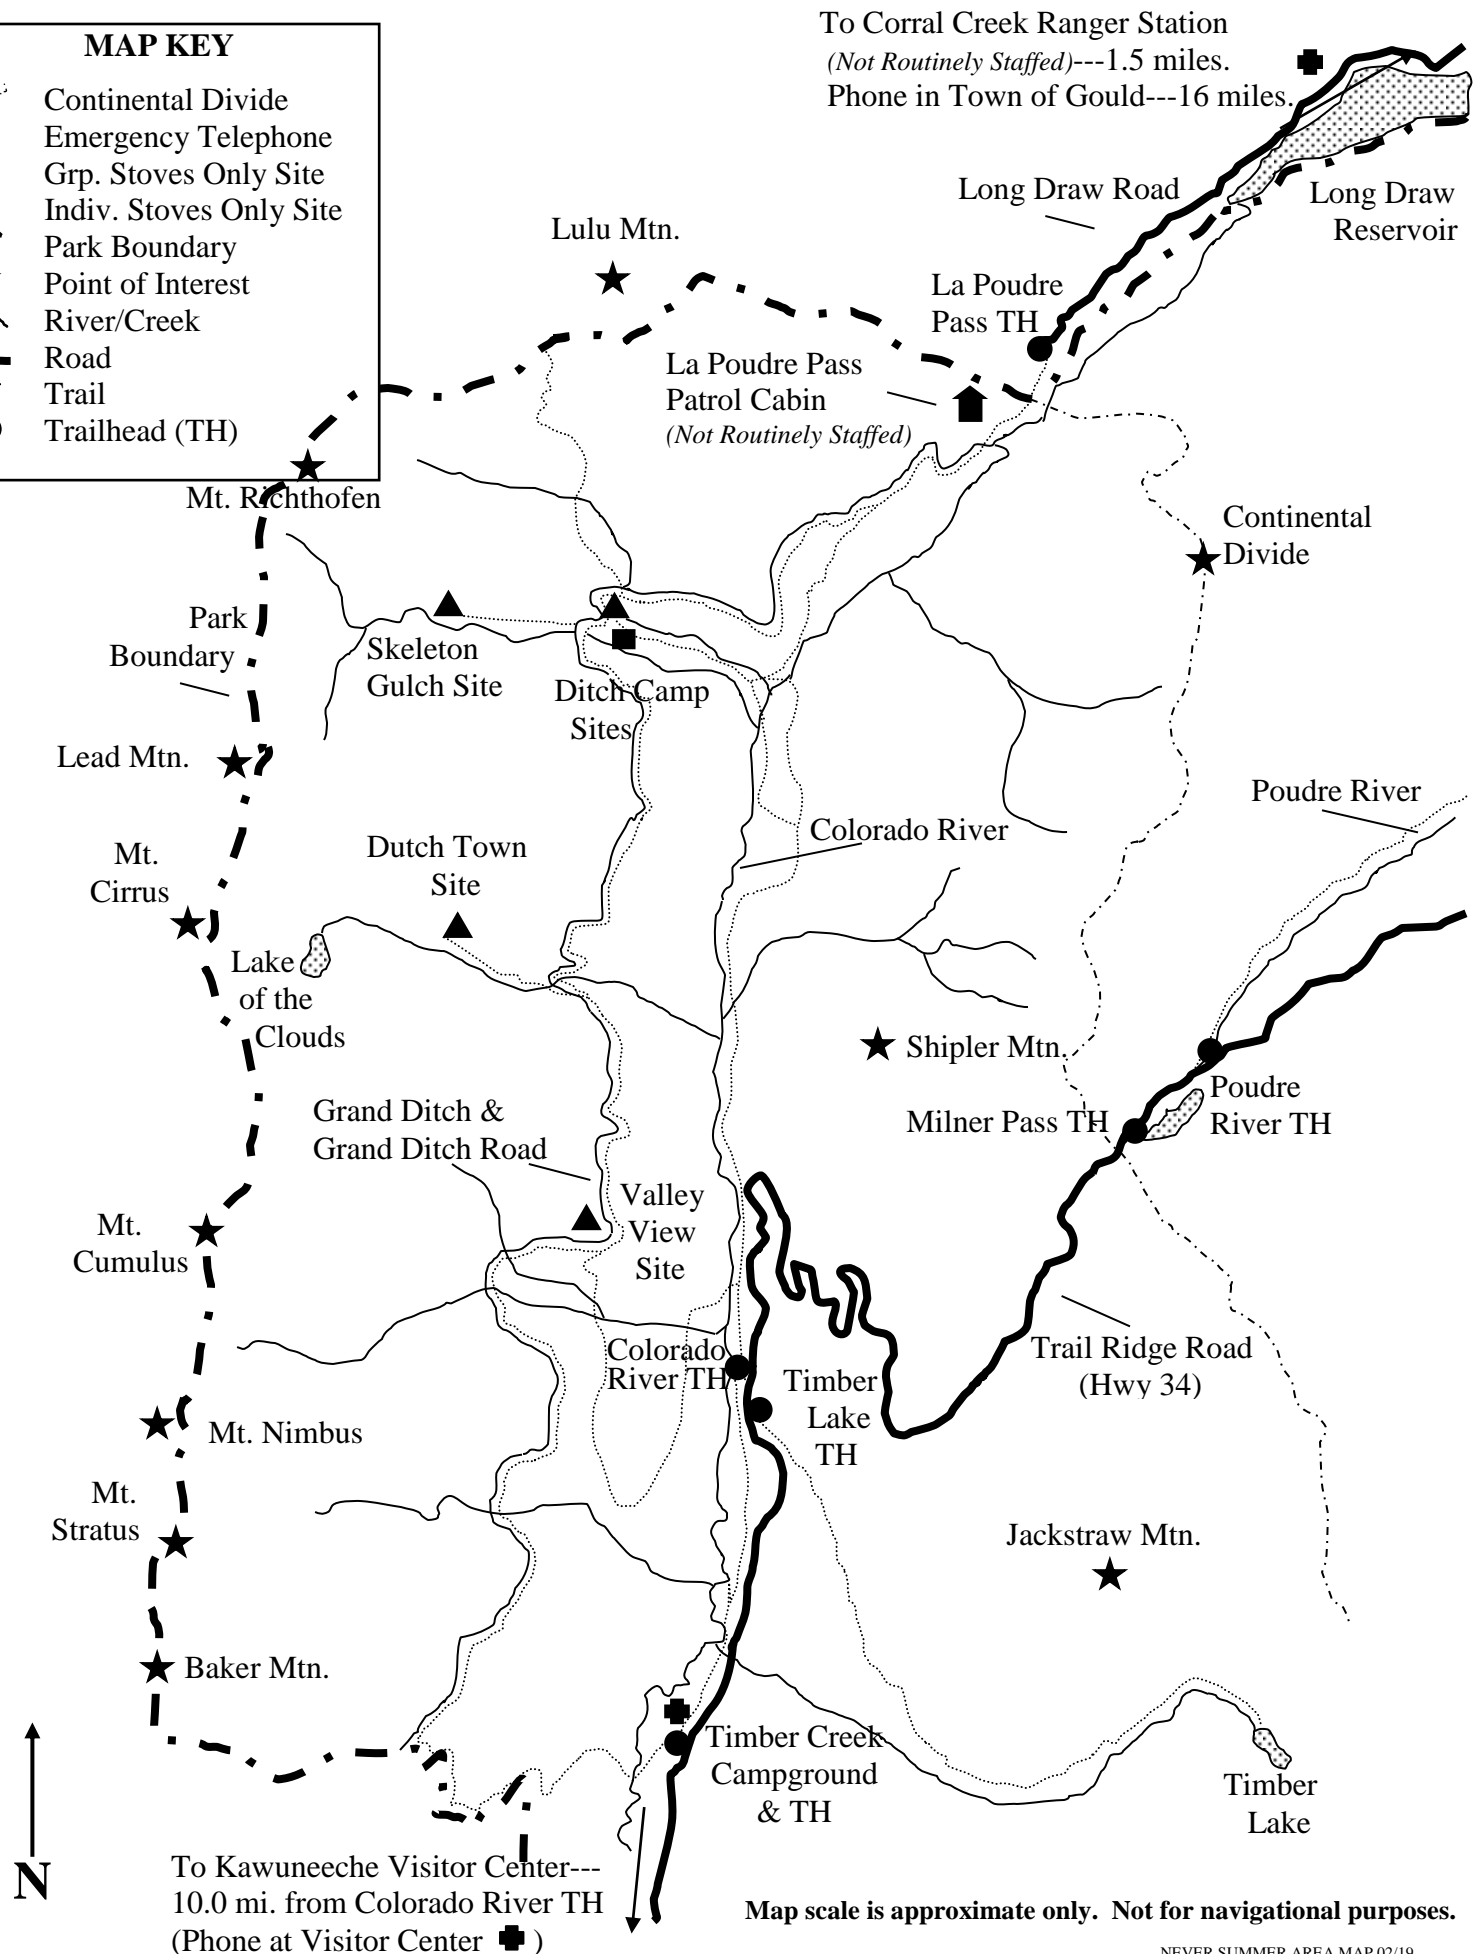 To Corral Creek Ranger Station
(Not Routinely Staffed)---1.5 miles.
Phone in Town of Gould---16 miles.
MAP KEY
Continental Divide
Emergency Telephone
Grp. Stoves Only Site
Indiv. Stoves Only Site
Park Boundary
Point of Interest
River/Creek
Road
Trail
Trailhead (TH)
Long Draw Road
Long Draw
Reservoir
Lulu Mtn.
La Poudre
Pass TH
La Poudre Pass
Patrol Cabin
(Not Routinely Staffed)
Mt. Richthofen
Continental
Divide
Park
Boundary
Skeleton
Gulch Site
Ditch Camp
Sites
Lead Mtn.
Poudre River
Colorado River
Mt.
Cirrus
Dutch Town
Site
Lake
of the
Clouds
Shipler Mtn.
Poudre
River TH
Milner Pass TH
Grand Ditch &
Grand Ditch Road
Valley
View
Site
Mt.
Cumulus
Colorado
River TH
Timber
Lake
TH
Trail Ridge Road
(Hwy 34)
Mt. Nimbus
Mt.
Stratus
Jackstraw Mtn.
Baker Mtn.
Timber Creek
Campground
& TH
Timber
Lake
N
To Kawuneeche Visitor Center---
10.0 mi. from Colorado River TH
(Phone at Visitor Center )
Map scale is approximate only. Not for navigational purposes.
NEVER SUMMER AREA MAP 02/19